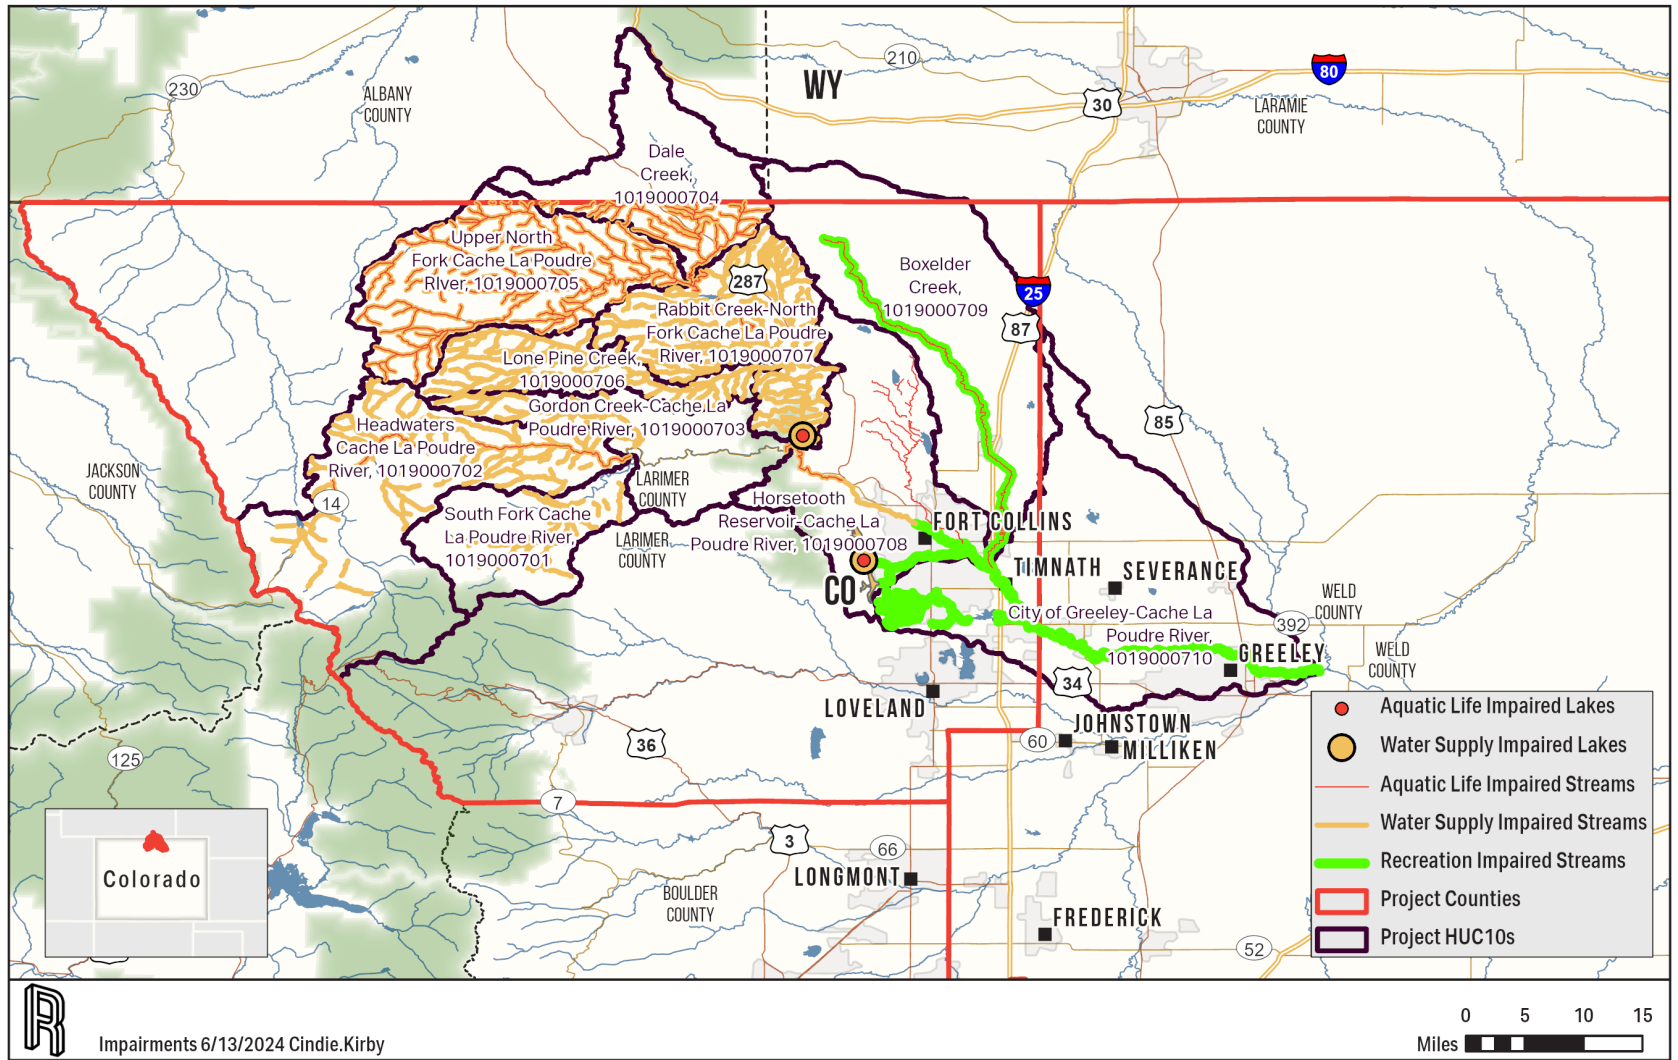 230
ALBANY
COUNTY
WY
210
80
30
LARAMIE
COUNTY
Dale
Creek,
1019000704
Upper North
Fork Cache La Poudre
RIver, 1019000705
287
Boxelder
Creek,
1019000709
25
87
Rabbit Creek-North
Fork Cache La Poudre
River, 1019000707
Lone Pine Creek,
1019000706
Gordon Creek-Cache La
Poudre River, 1019000703
Headwaters
Cache La Poudre
River, 1019000702
85
JACKSON
COUNTY
14
LARIMER
COUNTY
South Fork Cache
La Poudre River,
1019000701
LARIMER
COUNTY
Horsetooth
Reservoir-Cache La
Poudre River, 1019000708
FORT COLLINS
CO
TIMNATH
SEVERANCE
City of Greeley-Cache La
Poudre River,
1019000710
WELD
COUNTY
392
GREELEY
WELD
COUNTY
34
LOVELAND
JOHNSTOWN
60
MILLIKEN
36
125
7
3
66
LONGMONT
BOULDER
COUNTY
FREDERICK
52
Colorado
Aquatic Life Impaired Lakes
Water Supply Impaired Lakes
Aquatic Life Impaired Streams
Water Supply Impaired Streams
Recreation Impaired Streams
Project Counties
Project HUC10s
R
Impairments 6/13/2024 Cindie.Kirby
0 5 10 15
Miles